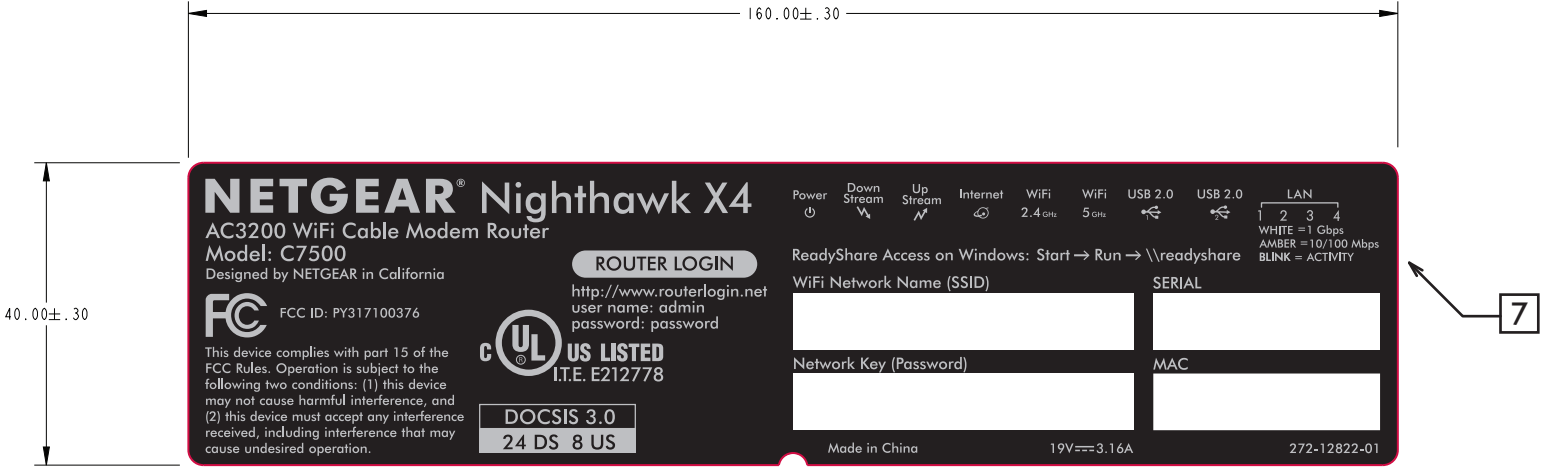 160.00±.30
40.00±.30
NETGEAR® Nighthawk X4
AC3200 WiFi Cable Modem Router
Model: C7500
Designed by NETGEAR in California
FC FCC ID: PY317100376
This device complies with part 15 of the
FCC Rules. Operation is subject to the
following two conditions: (1) this device
may not cause harmful interference, and
(2) this device must accept any interference
received, including interference that may
cause undesired operation.
ROUTER LOGIN
http://www.routerlogin.net
user name: admin
password: password
C UL® US LISTED
I.T.E. E212778
DOCSIS 3.0
24 DS 8 US
Power
Down
Stream
Up
Stream
Internet
WiFi
2.4 GHz
WiFi
5 GHz
USB 2.0
1
USB 2.0
2
LAN
1 2 3 4
WHITE =1 Gbps
AMBER =10/100 Mbps
BLINK = ACTIVITY
ReadyShare Access on Windows: Start → Run → \\readyshare
WiFi Network Name (SSID)
SERIAL
Network Key (Password)
MAC
Made in China
19V⎓3.16A
272-12822-01
7